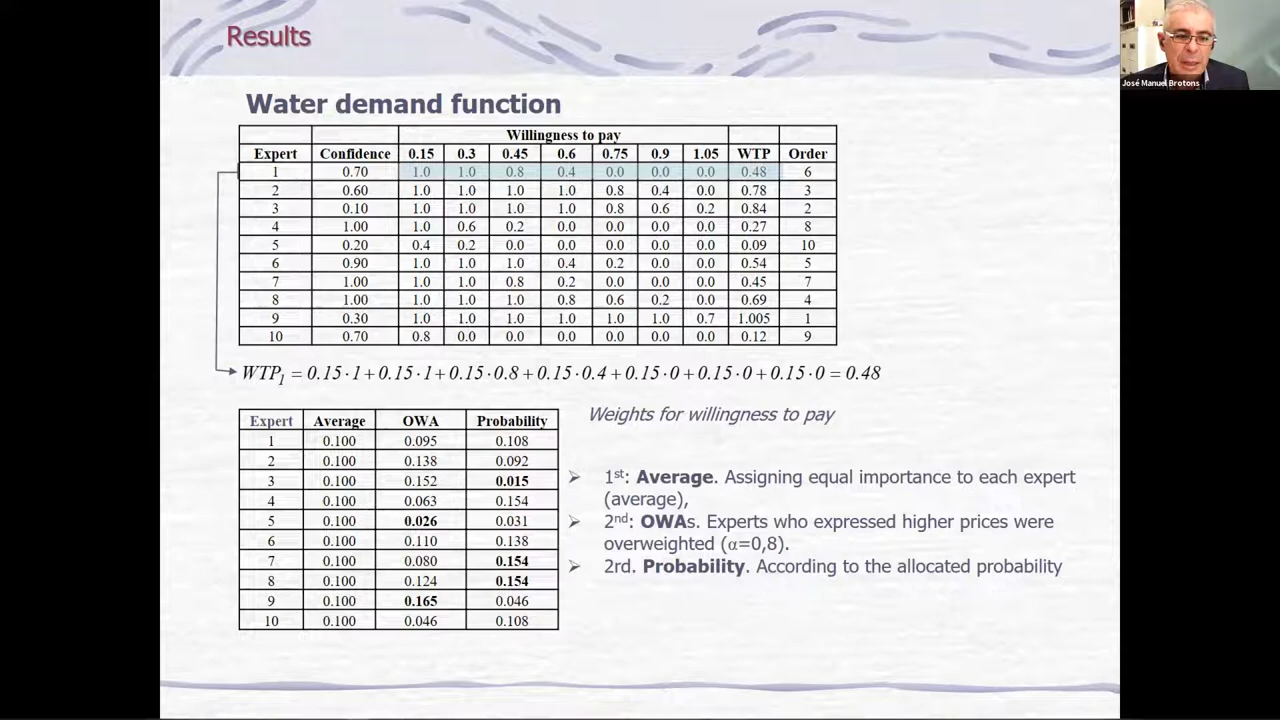 Results
José Manuel Brotons
Water demand function
Willingness to pay
Expert Confidence 0.15 0.3 0.45 0.6 0.75 0.9 1.05 WTP Order
1 0.70 1.0 1.0 0.8 0.4 0.0 0.0 0.0 0.48 6
2 0.60 1.0 1.0 1.0 1.0 0.8 0.4 0.0 0.78 3
3 0.10 1.0 1.0 1.0 1.0 0.8 0.6 0.2 0.84 2
4 1.00 1.0 0.6 0.2 0.0 0.0 0.0 0.0 0.27 8
5 0.20 0.4 0.2 0.0 0.0 0.0 0.0 0.0 0.09 10
6 0.90 1.0 1.0 1.0 0.4 0.2 0.0 0.0 0.54 5
7 1.00 1.0 1.0 0.8 0.2 0.0 0.0 0.0 0.45 7
8 1.00 1.0 1.0 1.0 0.8 0.6 0.2 0.0 0.69 4
9 0.30 1.0 1.0 1.0 1.0 1.0 1.0 0.7 1.005 1
10 0.70 0.8 0.0 0.0 0.0 0.0 0.0 0.0 0.12 9
WTP1 = 0.15·1+0.15·1+0.15·0.8+0.15·0.4+0.15·0+0.15·0+0.15·0 = 0.48
Expert Average OWA Probability
1 0.100 0.095 0.108
2 0.100 0.138 0.092
3 0.100 0.152 0.015
4 0.100 0.063 0.154
5 0.100 0.026 0.031
6 0.100 0.110 0.138
7 0.100 0.080 0.154
8 0.100 0.124 0.154
9 0.100 0.165 0.046
10 0.100 0.046 0.108
Weights for willingness to pay
➢ 1st: Average. Assigning equal importance to each expert
(average),
➢ 2nd: OWAs. Experts who expressed higher prices were
overweighted (α=0,8).
➢ 2rd. Probability. According to the allocated probability